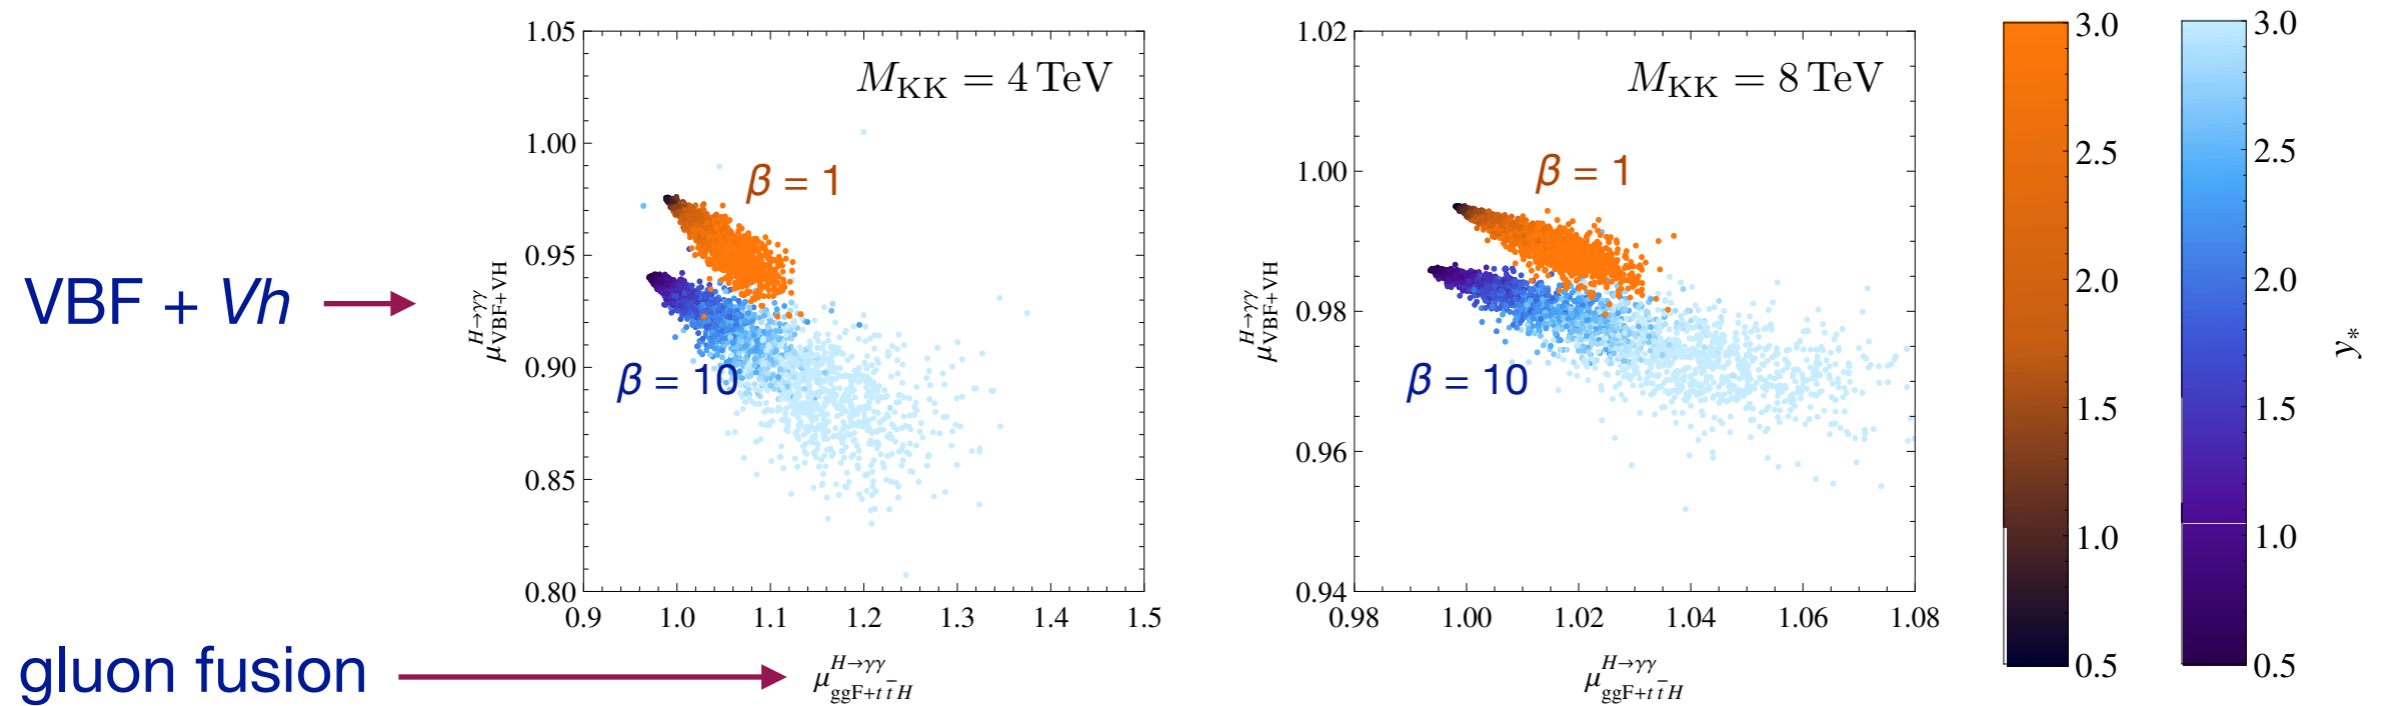 VBF + Vh
gluon fusion
M_KK = 4 TeV
β = 1
β = 10
1.05
1.00
0.95
0.90
0.85
0.80
0.9 1.0 1.1 1.2 1.3 1.4 1.5
μ^{H→γγ}_{VBF+VH}
μ^{H→γγ}_{ggF+tt̄H}
M_KK = 8 TeV
β = 1
β = 10
1.02
1.00
0.98
0.96
0.94
0.98 1.00 1.02 1.04 1.06 1.08
μ^{H→γγ}_{VBF+VH}
μ^{H→γγ}_{ggF+tt̄H}
3.0
2.5
2.0
1.5
1.0
0.5
3.0
2.5
2.0
1.5
1.0
0.5
y_*